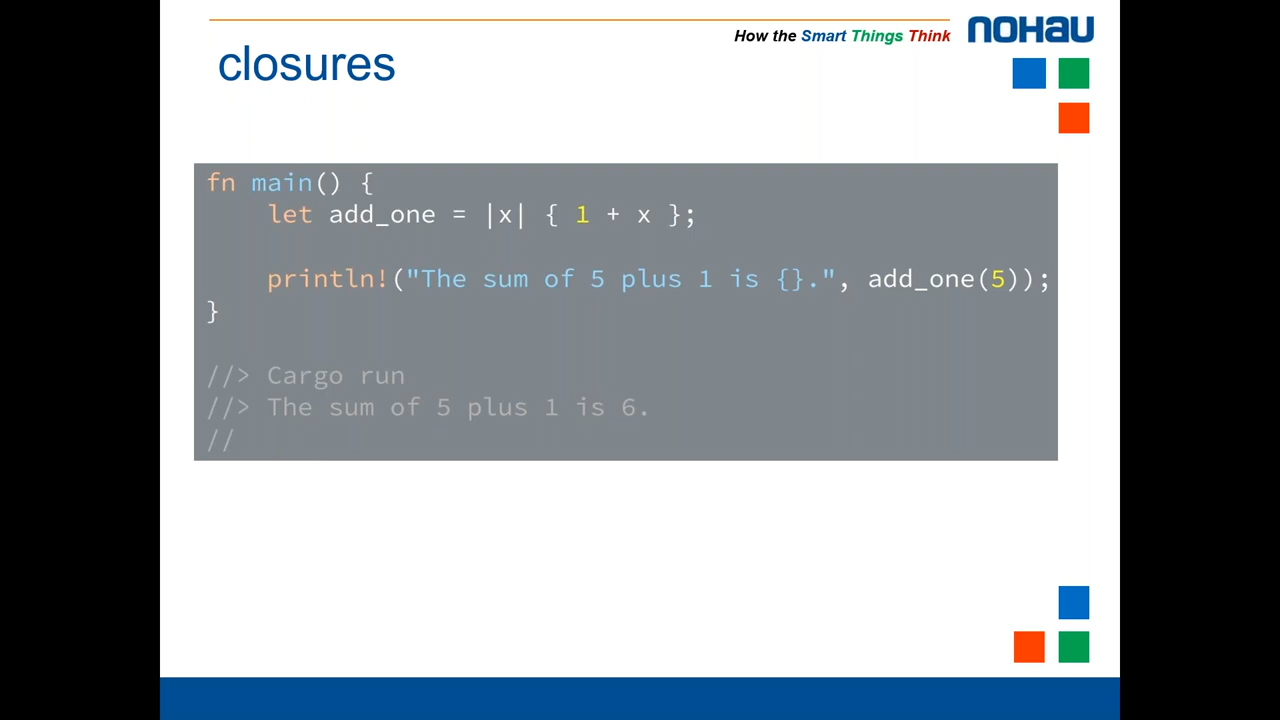 How the Smart Things Think
noHau
closures
fn main() {
    let add_one = |x| { 1 + x };
    println!("The sum of 5 plus 1 is {}.", add_one(5));
}
//> Cargo run
//> The sum of 5 plus 1 is 6.
//